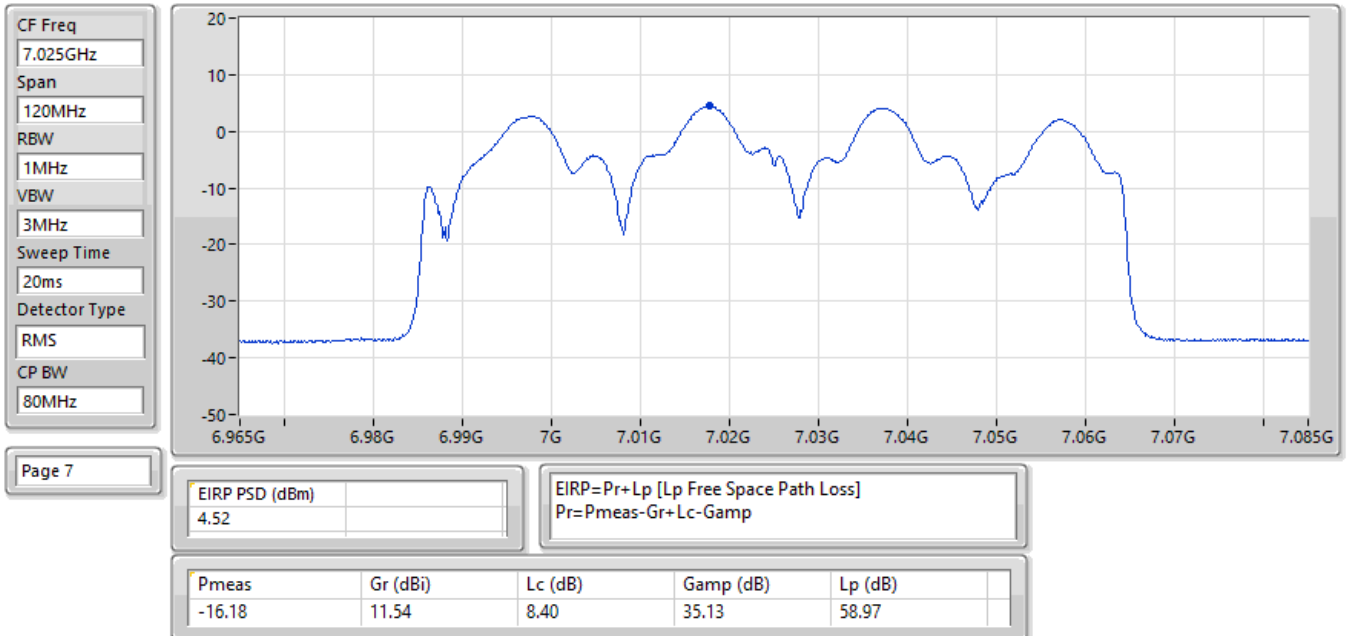 CF Freq
7.025GHz
Span
120MHz
RBW
1MHz
VBW
3MHz
Sweep Time
20ms
Detector Type
RMS
CP BW
80MHz
Page 7
20
10
0
-10
-20
-30
-40
-50
6.965G 6.98G 6.99G 7G 7.01G 7.02G 7.03G 7.04G 7.05G 7.06G 7.07G 7.085G
EIRP PSD (dBm)
4.52
EIRP=Pr+Lp [Lp Free Space Path Loss]
Pr=Pmeas-Gr+Lc-Gamp
Pmeas Gr (dBi) Lc (dB) Gamp (dB) Lp (dB)
-16.18 11.54 8.40 35.13 58.97